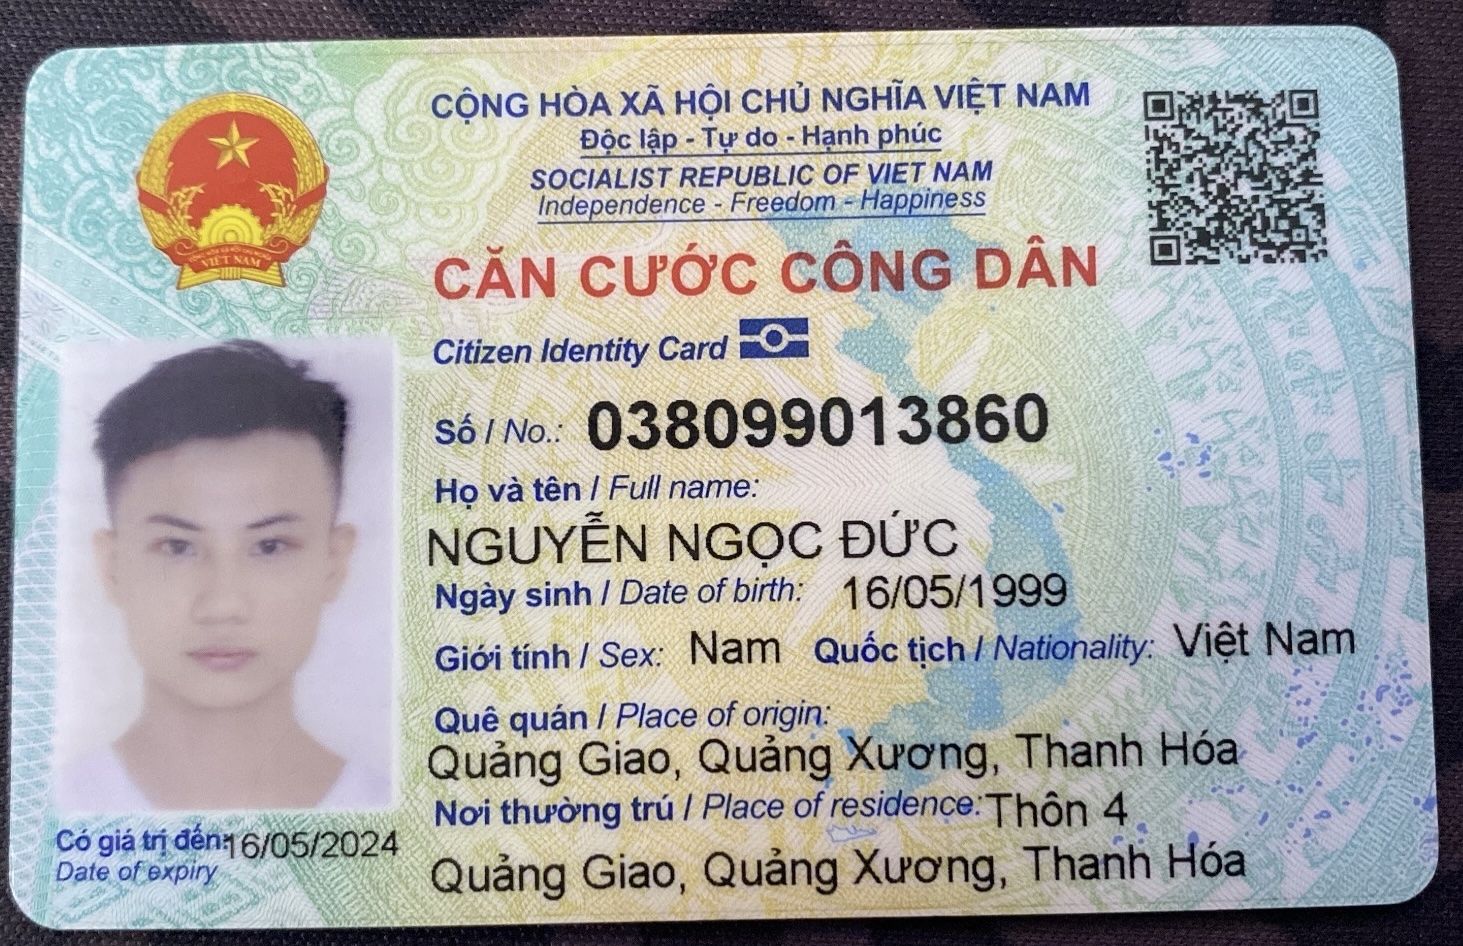 CỘNG HÒA XÃ HỘI CHỦ NGHĨA VIỆT NAM
Độc lập - Tự do - Hạnh phúc
SOCIALIST REPUBLIC OF VIET NAM
Independence - Freedom - Happiness
VIỆT NAM
CĂN CƯỚC CÔNG DÂN
Citizen Identity Card
Số / No.: 038099013860
Họ và tên / Full name:
NGUYỄN NGỌC ĐỨC
Ngày sinh / Date of birth: 16/05/1999
Giới tính / Sex: Nam Quốc tịch / Nationality: Việt Nam
Quê quán / Place of origin:
Quảng Giao, Quảng Xương, Thanh Hóa
Nơi thường trú / Place of residence: Thôn 4
Quảng Giao, Quảng Xương, Thanh Hóa
Có giá trị đến: 16/05/2024
Date of expiry